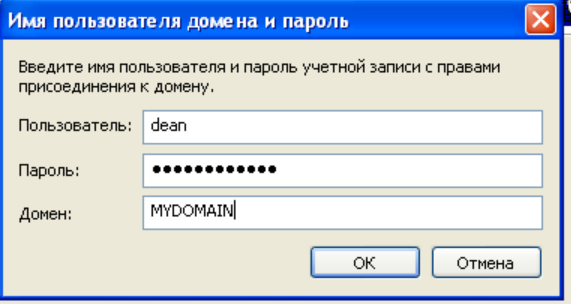 Имя пользователя домена и пароль
Введите имя пользователя и пароль учетной записи с правами
присоединения к домену.
Пользователь: dean
Пароль: ●●●●●●●●●●●●
Домен: MYDOMAIN
ОК Отмена